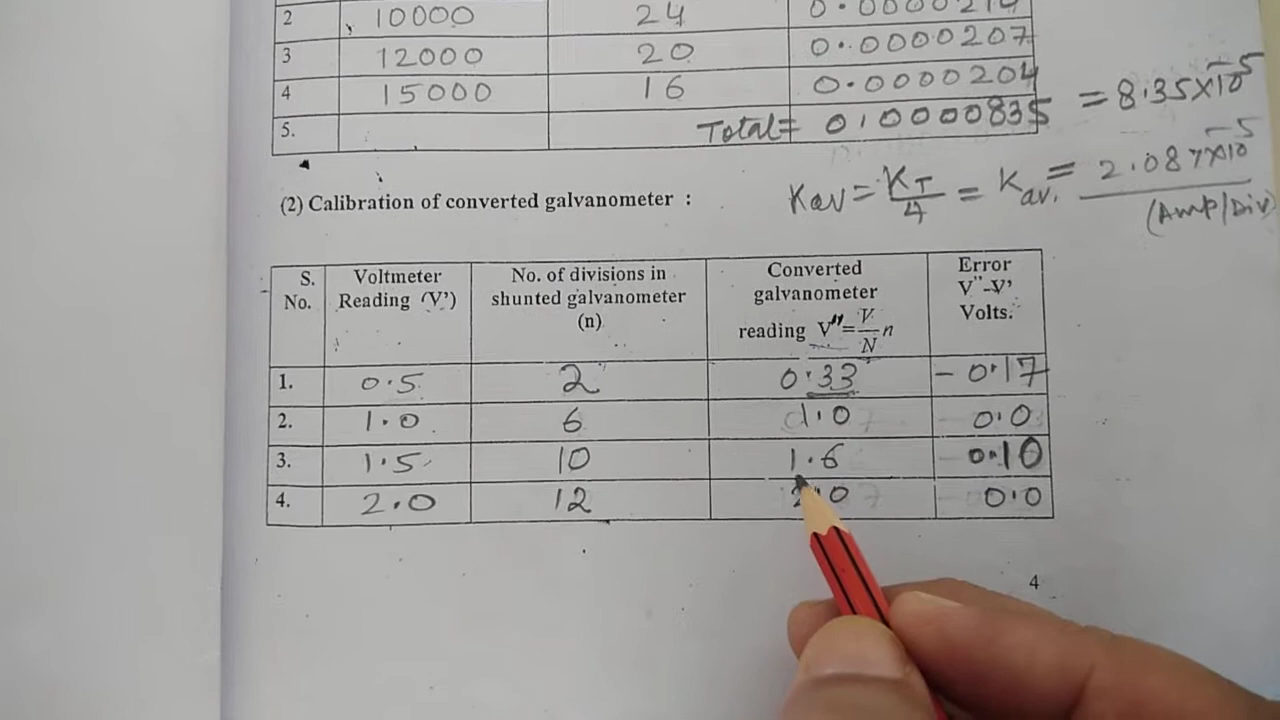 2 10000 24 0.0000214
3 12000 20 0.0000207
4 15000 16 0.0000204
5. Total= 0.0000835 = 8.35×10⁻⁵
Kav = KT/4 = Kav. = 2.087×10⁻⁵ (Amp/Div)
(2) Calibration of converted galvanometer :
S. No. Voltmeter Reading (V') No. of divisions in shunted galvanometer (n) Converted galvanometer reading V"=V/N n Error V"-V' Volts.
1. 0.5 2 0.33 - 0.17
2. 1.0 6 1.0 0.0
3. 1.5 10 1.6 0.10
4. 2.0 12 2.0 0.0
4